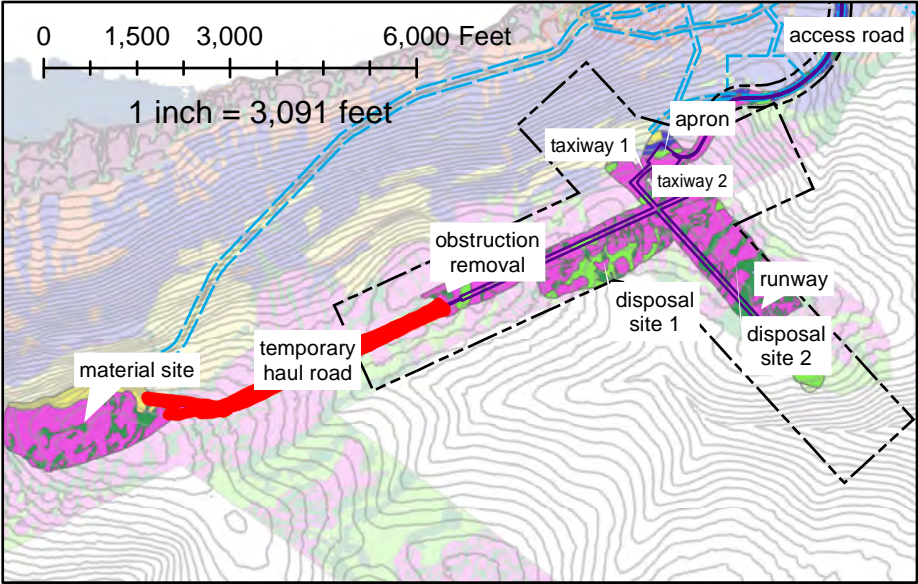 0 1,500 3,000 6,000 Feet
1 inch = 3,091 feet
access road
apron
taxiway 1
taxiway 2
obstruction
removal
runway
disposal
site 1
disposal
site 2
temporary
haul road
material site